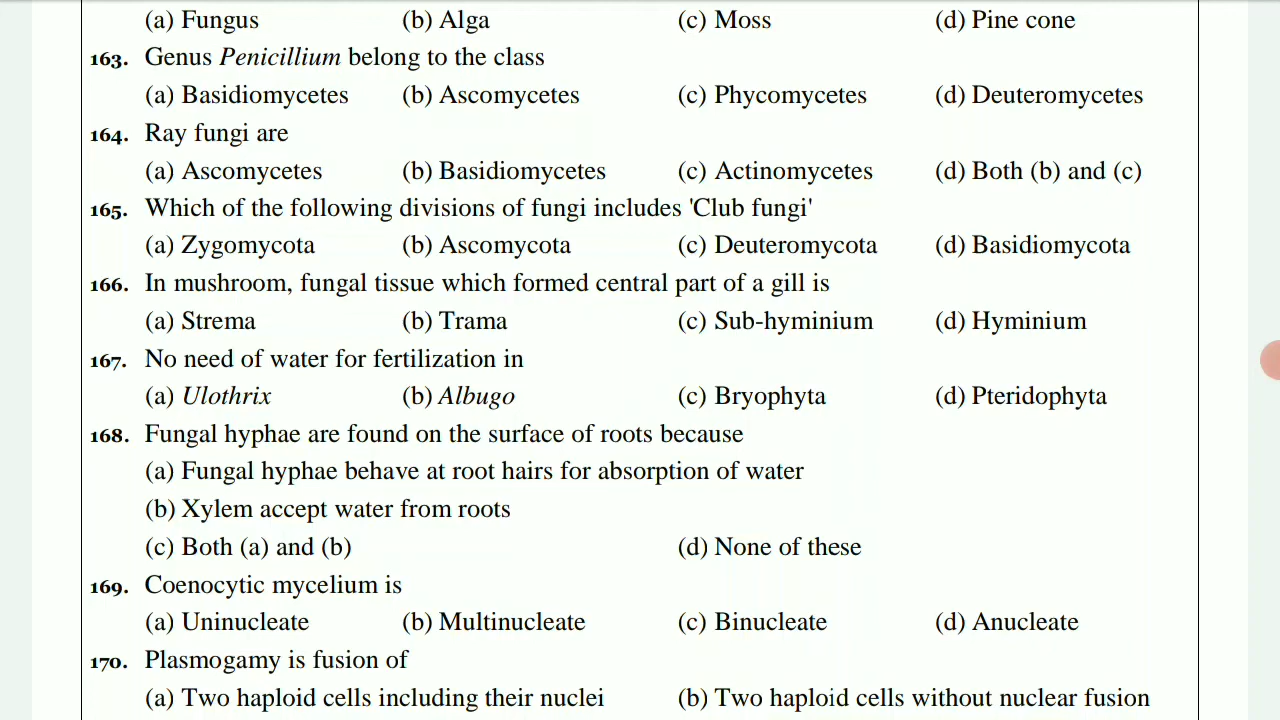 (a) Fungus (b) Alga (c) Moss (d) Pine cone
163. Genus Penicillium belong to the class
(a) Basidiomycetes (b) Ascomycetes (c) Phycomycetes (d) Deuteromycetes
164. Ray fungi are
(a) Ascomycetes (b) Basidiomycetes (c) Actinomycetes (d) Both (b) and (c)
165. Which of the following divisions of fungi includes 'Club fungi'
(a) Zygomycota (b) Ascomycota (c) Deuteromycota (d) Basidiomycota
166. In mushroom, fungal tissue which formed central part of a gill is
(a) Strema (b) Trama (c) Sub-hyminium (d) Hyminium
167. No need of water for fertilization in
(a) Ulothrix (b) Albugo (c) Bryophyta (d) Pteridophyta
168. Fungal hyphae are found on the surface of roots because
(a) Fungal hyphae behave at root hairs for absorption of water
(b) Xylem accept water from roots
(c) Both (a) and (b) (d) None of these
169. Coenocytic mycelium is
(a) Uninucleate (b) Multinucleate (c) Binucleate (d) Anucleate
170. Plasmogamy is fusion of
(a) Two haploid cells including their nuclei (b) Two haploid cells without nuclear fusion